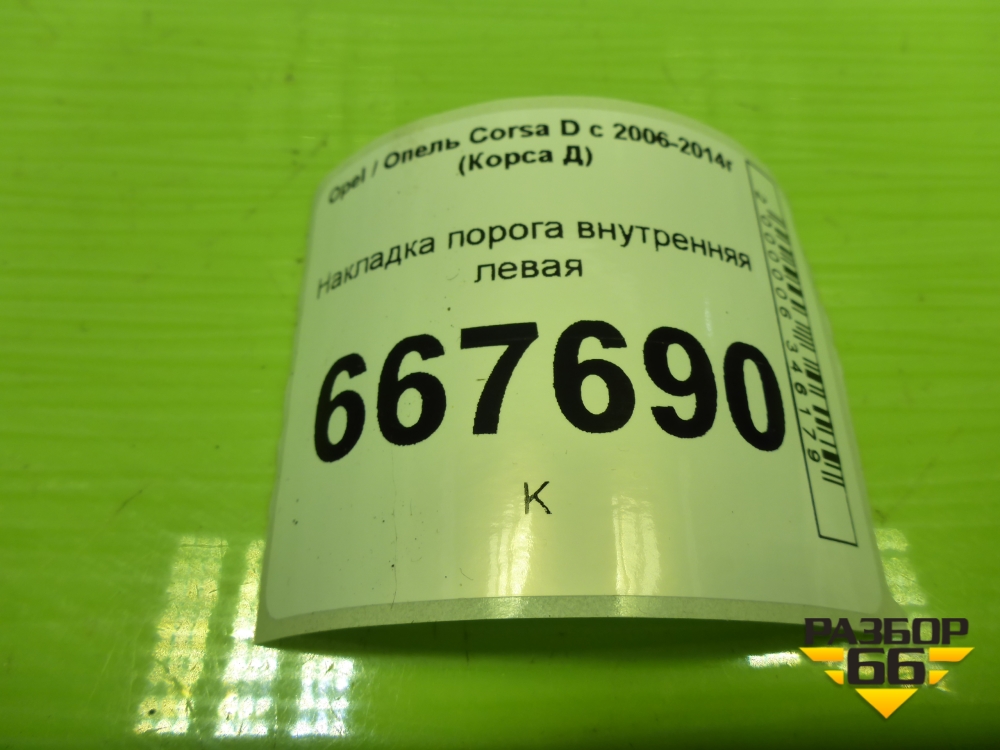 Opel / Опель Corsa D с 2006-2014г
(Корса Д)
Накладка порога внутренняя
левая
667690
К
2000006346179
РАЗБОР
66